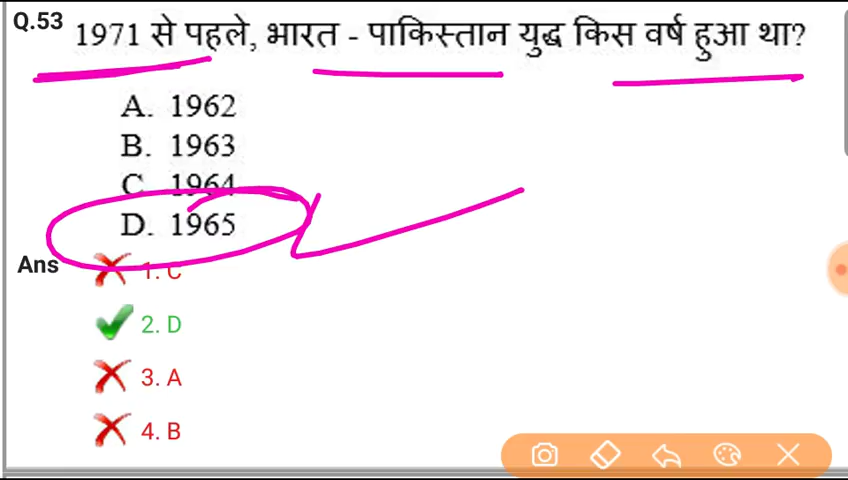 Q.53 1971 से पहले, भारत - पाकिस्तान युद्ध किस वर्ष हुआ था?
A. 1962
B. 1963
C 1964
D. 1965
Ans 1. C
2. D
3. A
4. B